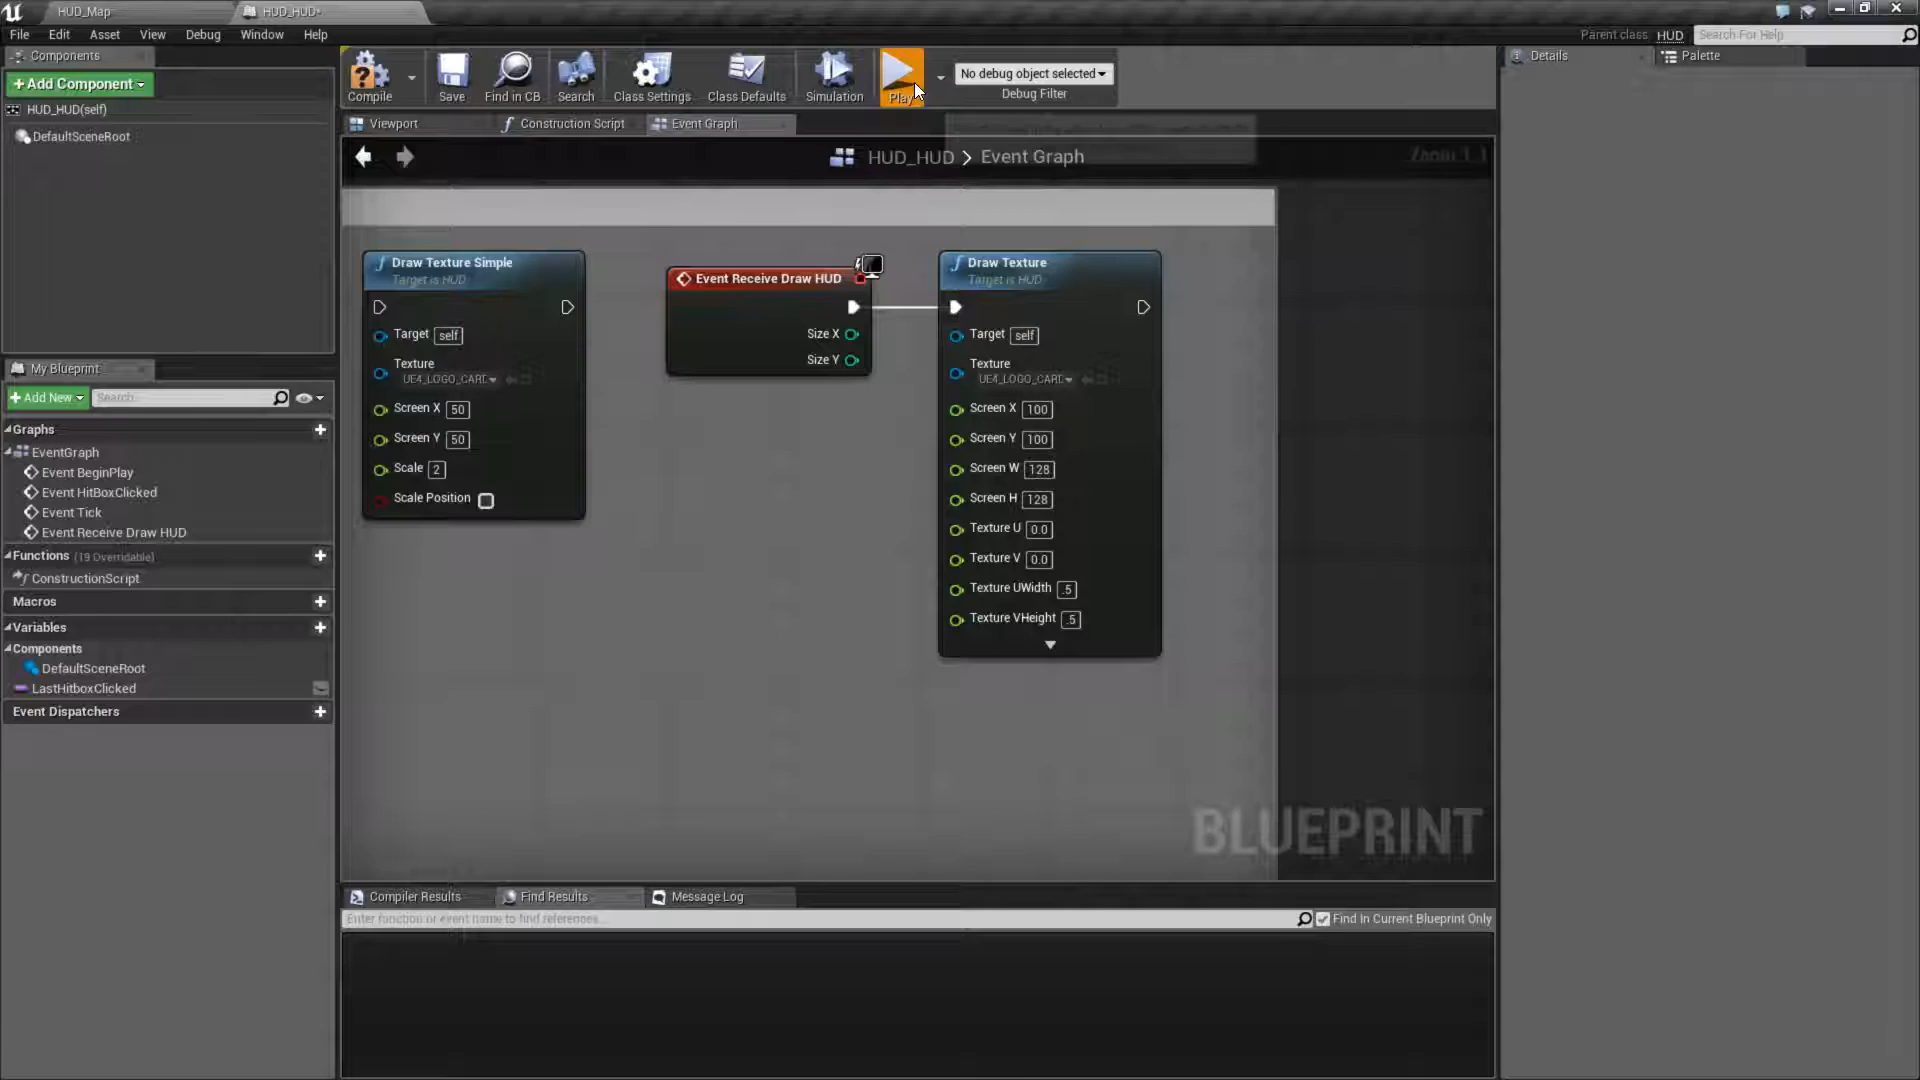 HUD_Map
HUD_HUD*
File Edit Asset View Debug Window Help
Parent class: HUD
Search For Help
Components
+Add Component
HUD_HUD(self)
DefaultSceneRoot
Compile
Save
Find in CB
Search
Class Settings
Class Defaults
Simulation
Play
No debug object selected
Debug Filter
Details
Palette
Viewport
Construction Script
Event Graph
HUD_HUD > Event Graph
Zoom 1:1
Draw Texture Simple
Target is HUD
Target self
Texture
UE4_LOGO_CARD
Screen X 50
Screen Y 50
Scale 2
Scale Position
Event Receive Draw HUD
Size X
Size Y
Draw Texture
Target is HUD
Target self
Texture
UE4_LOGO_CARD
Screen X 100
Screen Y 100
Screen W 128
Screen H 128
Texture U 0.0
Texture V 0.0
Texture UWidth .5
Texture VHeight .5
BLUEPRINT
My Blueprint
+Add New
Search
Graphs
EventGraph
Event BeginPlay
Event HitBoxClicked
Event Tick
Event Receive Draw HUD
Functions (19 Overridable)
ConstructionScript
Macros
Variables
Components
DefaultSceneRoot
LastHitboxClicked
Event Dispatchers
Compiler Results
Find Results
Message Log
Enter function or event name to find references...
Find In Current Blueprint Only